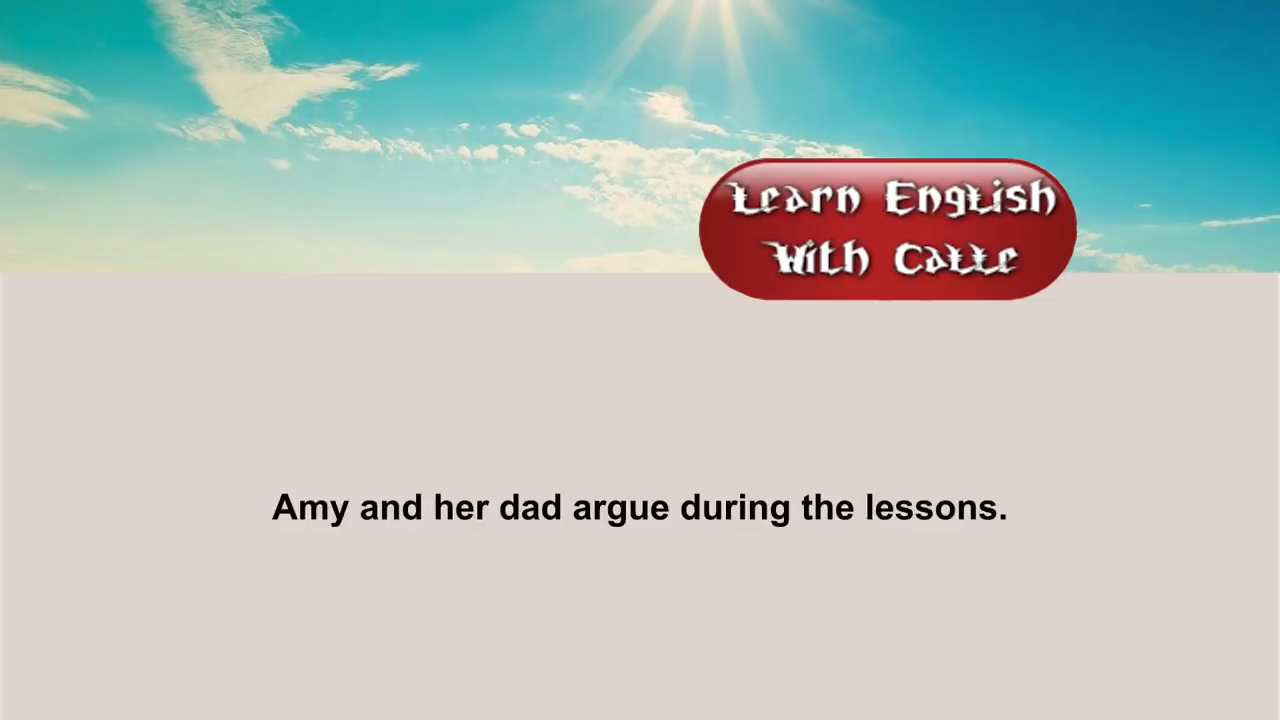 Learn English
With Calle
Amy and her dad argue during the lessons.